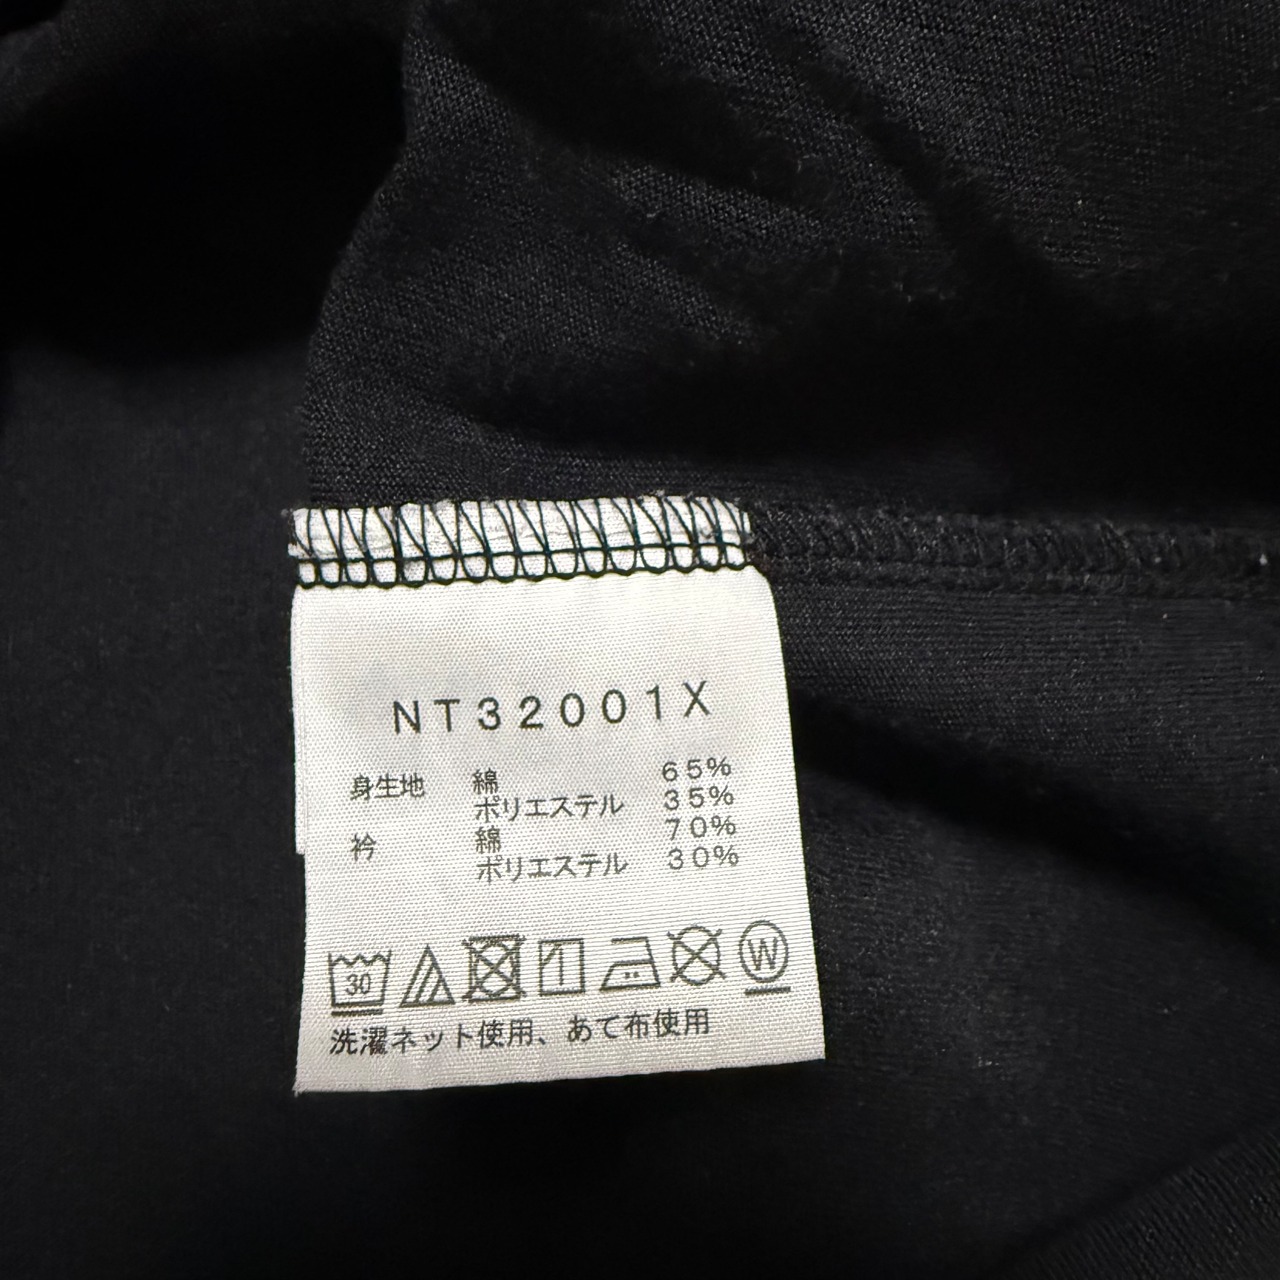 NT32001X
身生地 綿 65%
ポリエステル 35%
衿 綿 70%
ポリエステル 30%
30 W
洗濯ネット使用、あて布使用